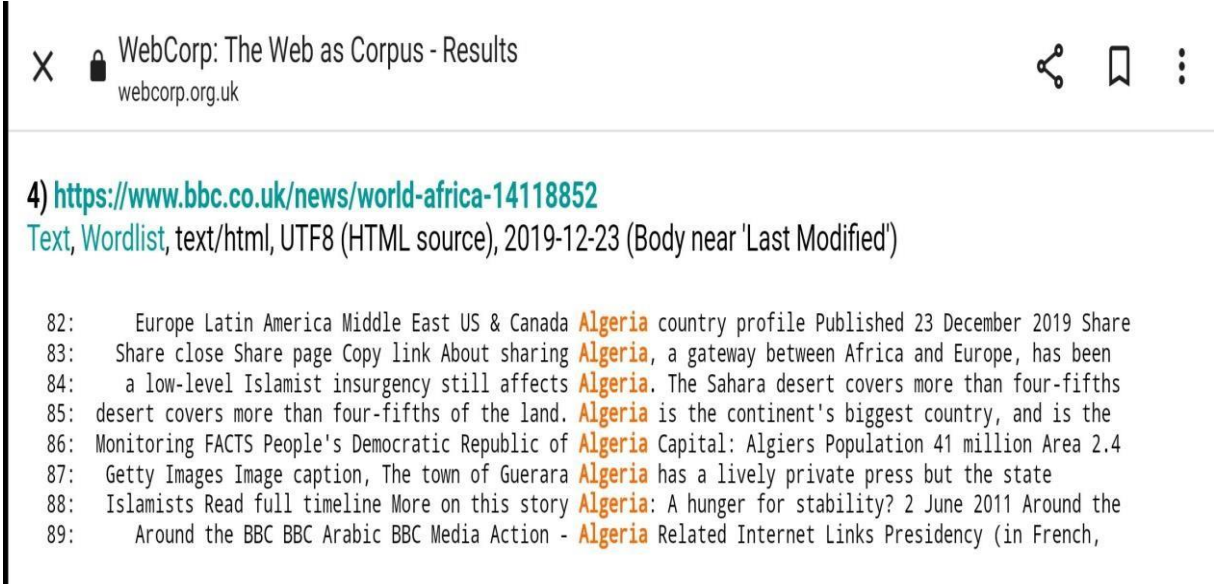 WebCorp: The Web as Corpus - Results
webcorp.org.uk
4) https://www.bbc.co.uk/news/world-africa-14118852
Text, Wordlist, text/html, UTF8 (HTML source), 2019-12-23 (Body near 'Last Modified')
82: Europe Latin America Middle East US & Canada Algeria country profile Published 23 December 2019 Share
83: Share close Share page Copy link About sharing Algeria, a gateway between Africa and Europe, has been
84: a low-level Islamist insurgency still affects Algeria. The Sahara desert covers more than four-fifths
85: desert covers more than four-fifths of the land. Algeria is the continent's biggest country, and is the
86: Monitoring FACTS People's Democratic Republic of Algeria Capital: Algiers Population 41 million Area 2.4
87: Getty Images Image caption, The town of Guerara Algeria has a lively private press but the state
88: Islamists Read full timeline More on this story Algeria: A hunger for stability? 2 June 2011 Around the
89: Around the BBC BBC Arabic BBC Media Action - Algeria Related Internet Links Presidency (in French,